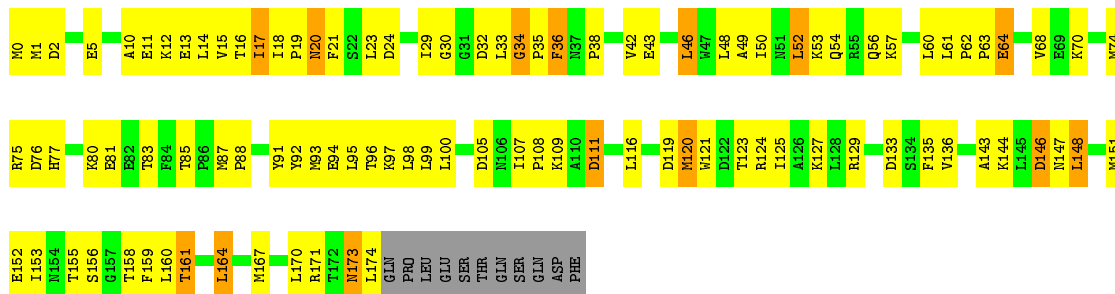 M0 M1 D2 E5 A10 E11 K12 E13 L14 V15 T16 I17 I18 P19 N20 F21 S22 L23 D24 I29 G30 G31 D32 L33 G34 P35 F36 N37 P38 V42 E43 L46 W47 L48 A49 I50 N51 L52 K53 Q54 R55 Q56 K57 L60 L61 P62 P63 E64 V68 E69 K70 M74
R75 D76 H77 K80 E81 E82 T83 F84 T85 P86 M87 P88 Y91 Y92 M93 E94 L95 T96 K97 L98 L99 L100 D105 N106 I107 P108 K109 A110 D111 L116 D119 M120 W121 D122 T123 R124 I125 A126 K127 L128 R129 D133 S134 F135 V136 A143 K144 L145 D146 N147 L148 M151
E152 I153 N154 T155 S156 G157 T158 F159 L160 T161 L164 M167 L170 R171 T172 N173 L174 GLN PRO LEU GLU SER THR GLN SER GLN ASP PHE